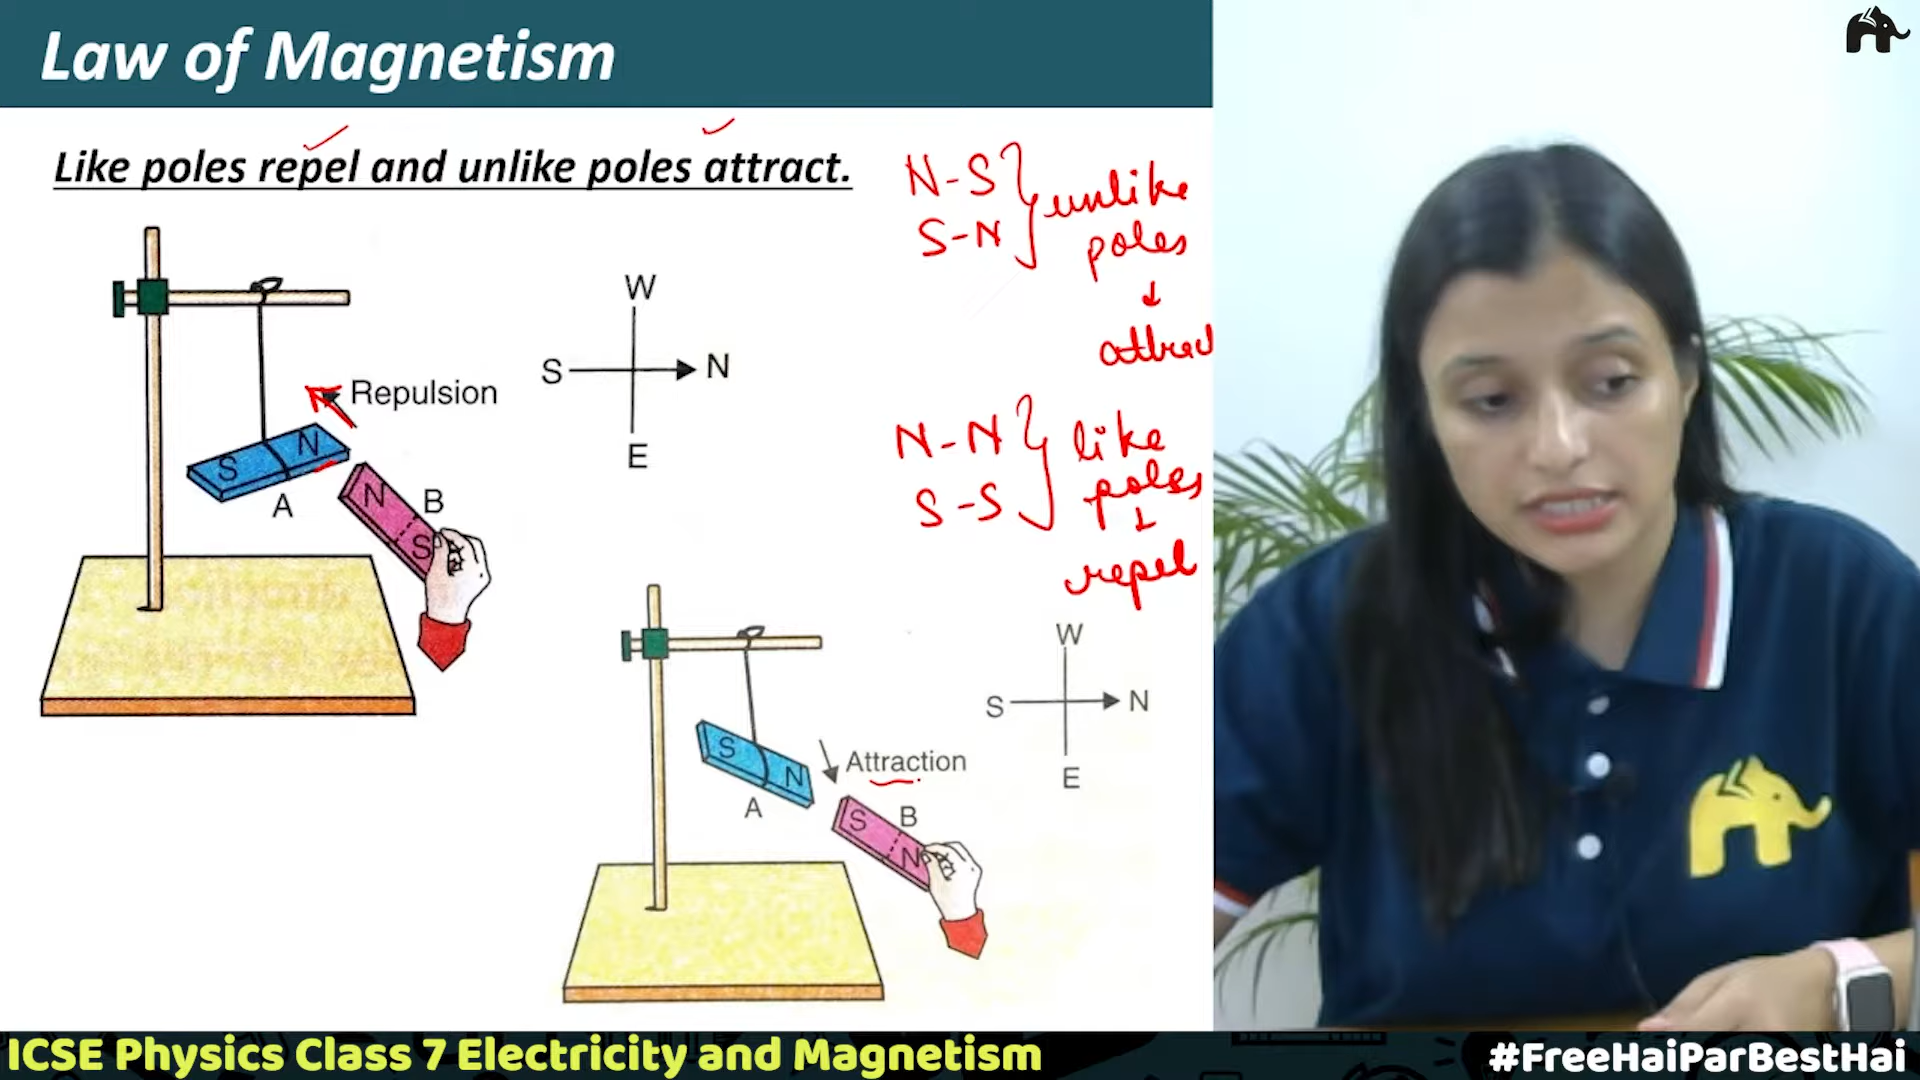 Law of Magnetism
Like poles repel and unlike poles attract.
N-S
S-N
unlike
poles
↓
attract
N-N
S-S
like
poles
↓
repel
W
S
N
E
Repulsion
S
N
A
N
B
S
W
S
N
E
Attraction
S
N
A
S
B
N
ICSE Physics Class 7 Electricity and Magnetism
#FreeHaiParBestHai